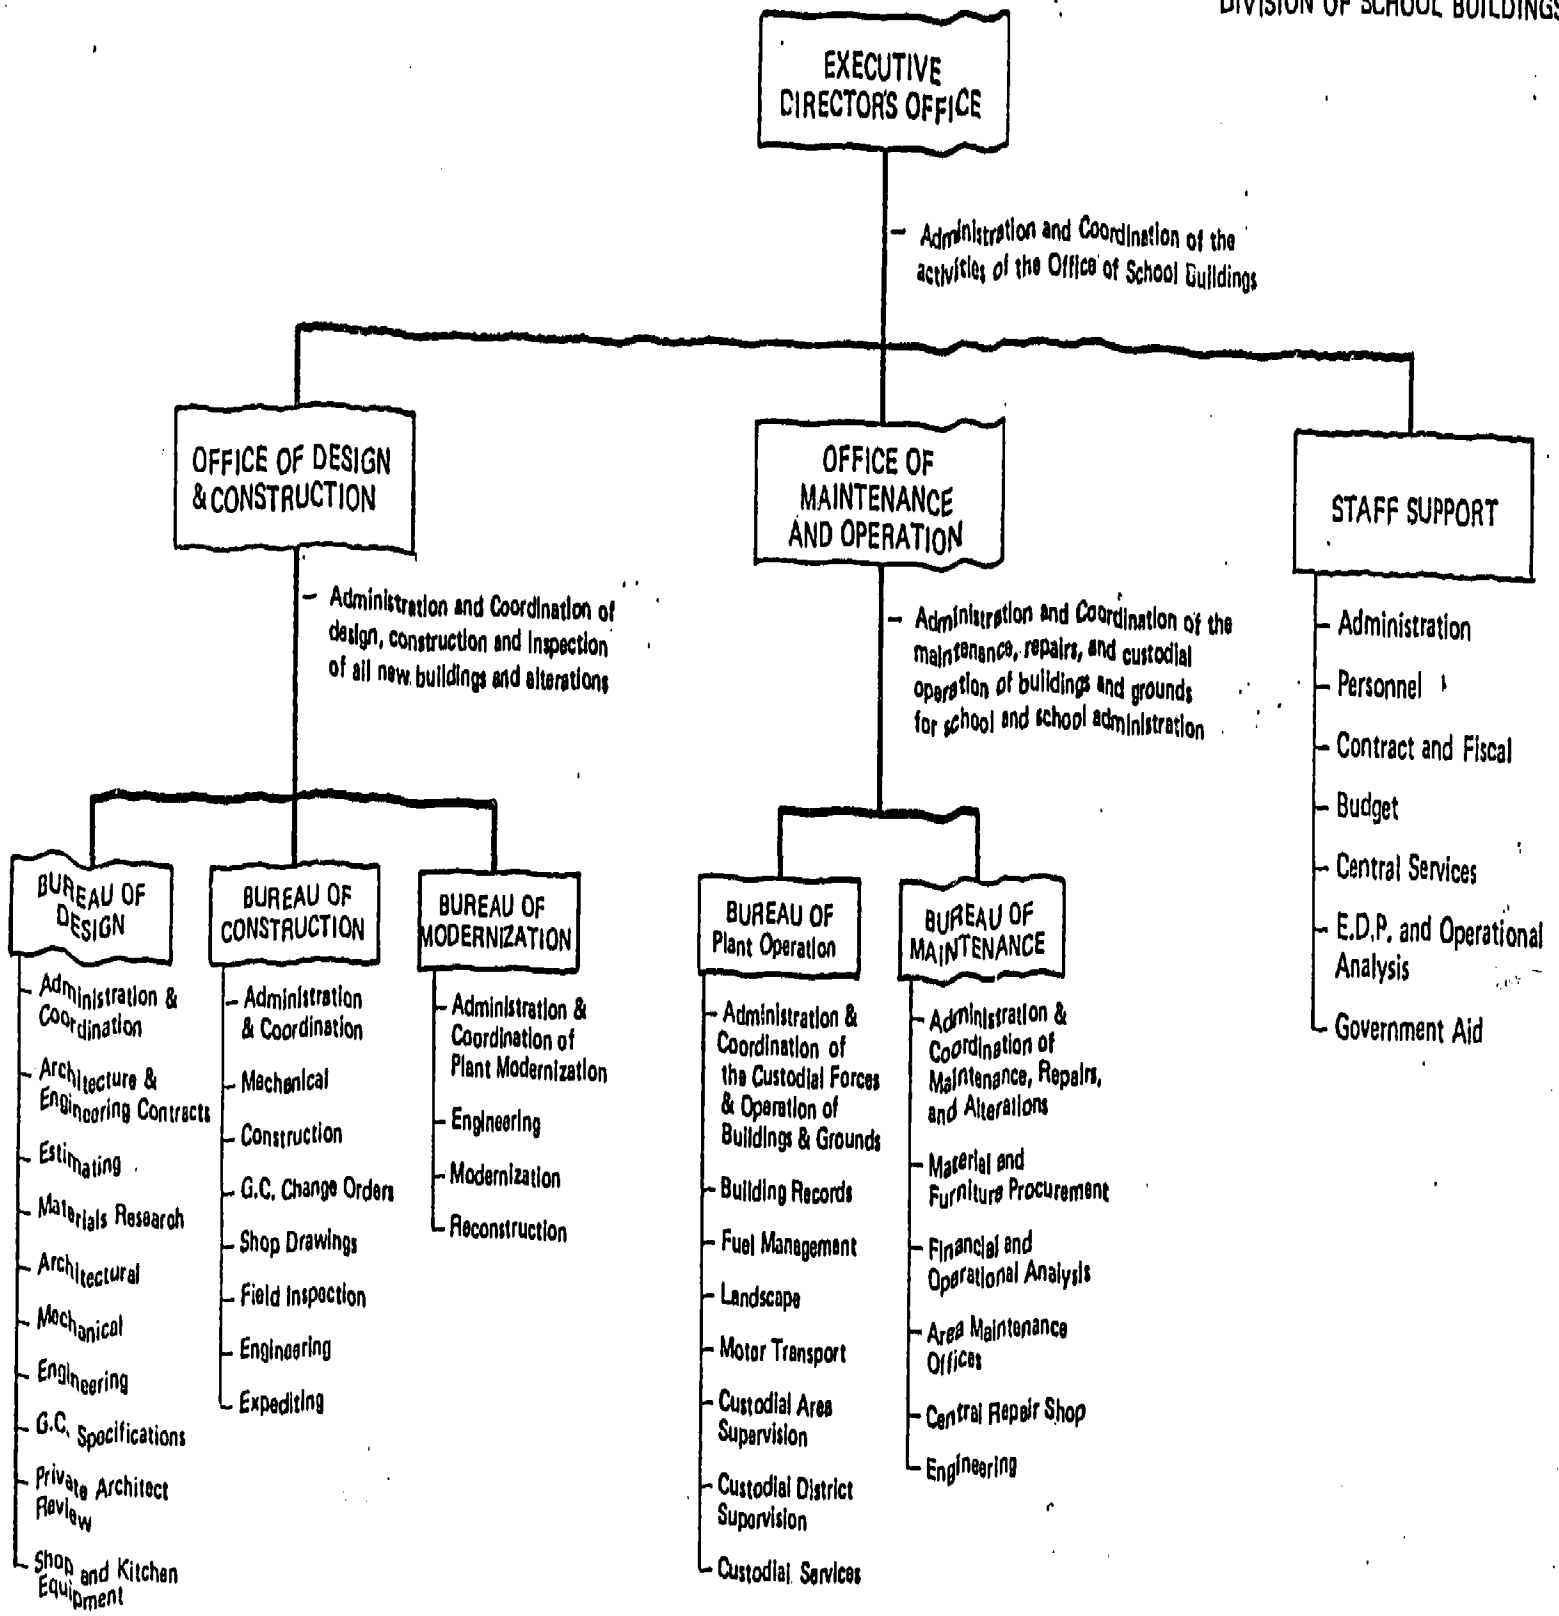 DIVISION OF SCHOOL BUILDINGS
EXECUTIVE
DIRECTOR'S OFFICE
– Administration and Coordination of the
activities of the Office of School Buildings
OFFICE OF DESIGN
& CONSTRUCTION
– Administration and Coordination of
design, construction and Inspection
of all new buildings and alterations
OFFICE OF
MAINTENANCE
AND OPERATION
– Administration and Coordination of the
maintenance, repairs, and custodial
operation of buildings and grounds
for school and school administration
STAFF SUPPORT
– Administration
– Personnel
– Contract and Fiscal
– Budget
– Central Services
– E.D.P. and Operational
Analysis
– Government Aid
BUREAU OF
DESIGN
– Administration &
Coordination
– Architecture &
Engineering Contracts
– Estimating
– Materials Research
– Architectural
– Mechanical
– Engineering
– G.C. Specifications
– Private Architect
Review
– Shop and Kitchen
Equipment
BUREAU OF
CONSTRUCTION
– Administration
& Coordination
– Mechanical
– Construction
– G.C. Change Orders
– Shop Drawings
– Field Inspection
– Engineering
– Expediting
BUREAU OF
MODERNIZATION
– Administration &
Coordination of
Plant Modernization
– Engineering
– Modernization
– Reconstruction
BUREAU OF
Plant Operation
– Administration &
Coordination of
the Custodial Forces
& Operation of
Buildings & Grounds
– Building Records
– Fuel Management
– Landscape
– Motor Transport
– Custodial Area
Supervision
– Custodial District
Supervision
– Custodial Services
BUREAU OF
MAINTENANCE
– Administration &
Coordination of
Maintenance, Repairs,
and Alterations
– Material and
Furniture Procurement
– Financial and
Operational Analysis
– Area Maintenance
Offices
– Central Repair Shop
– Engineering